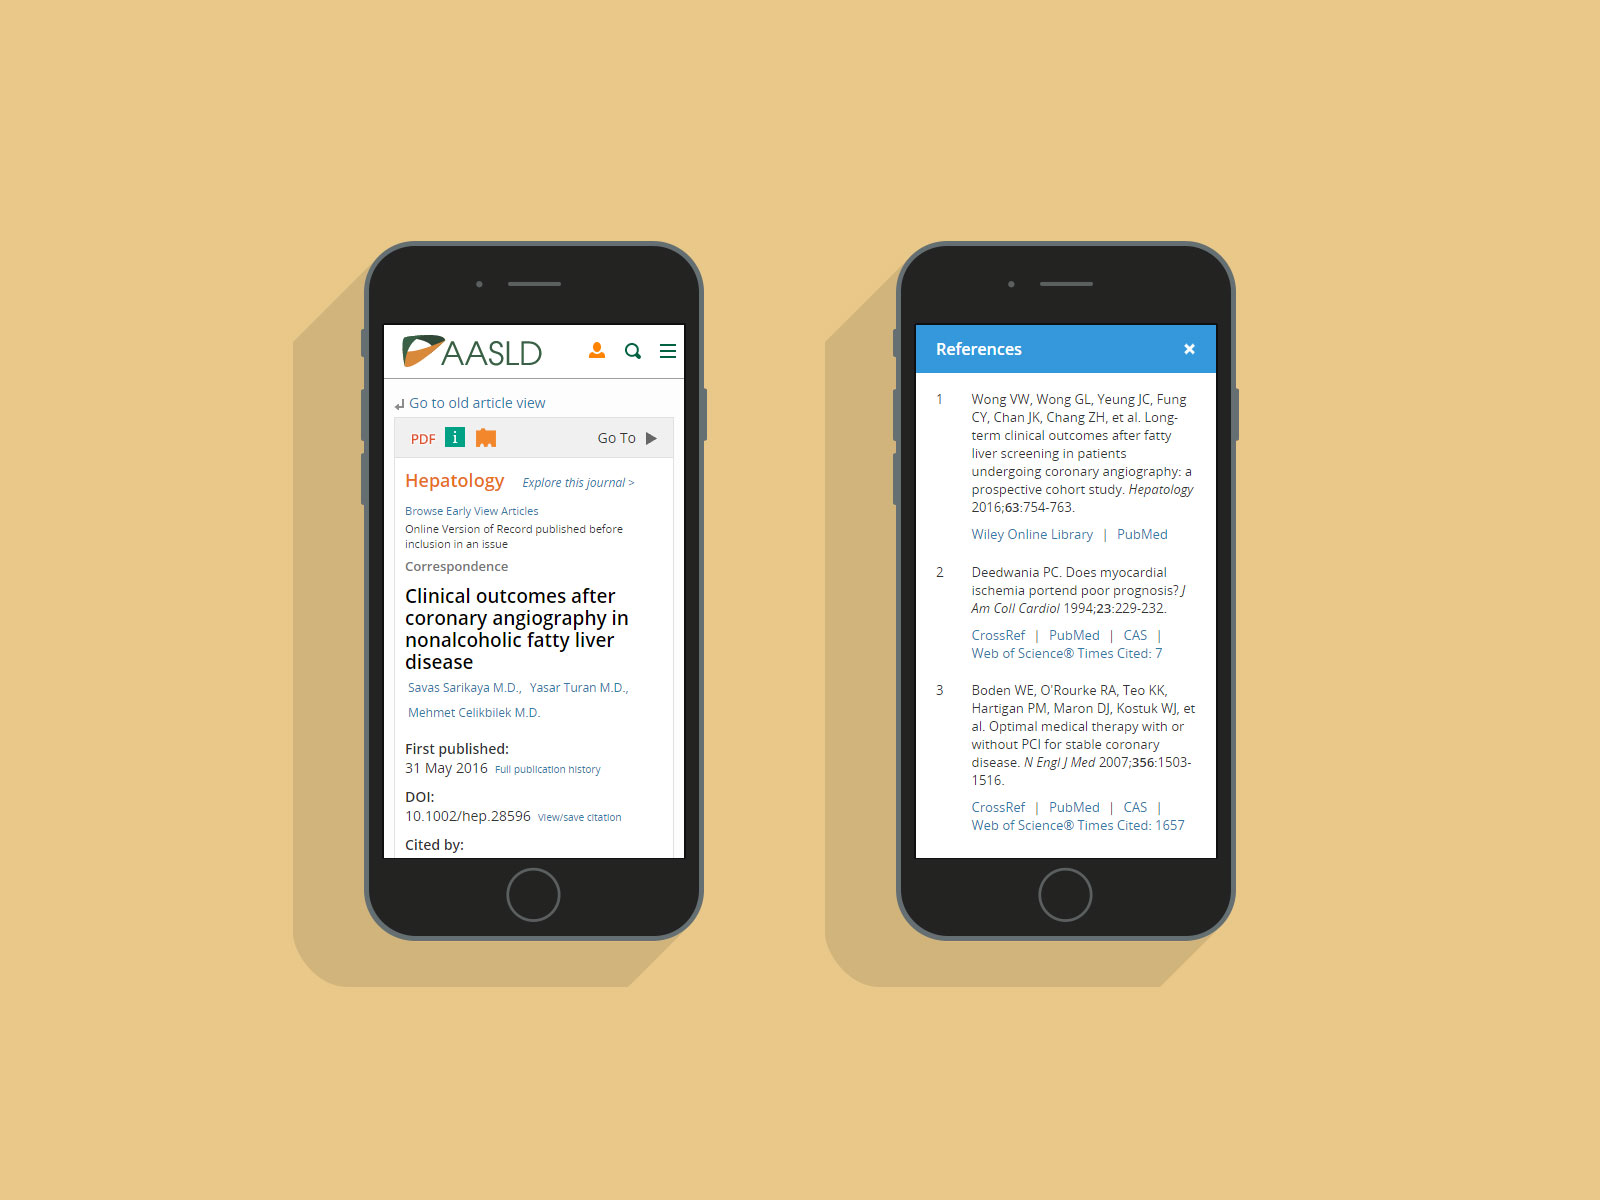 AASLD
Go to old article view
PDF i Go To
Hepatology Explore this journal >
Browse Early View Articles
Online Version of Record published before
inclusion in an issue
Correspondence
Clinical outcomes after
coronary angiography in
nonalcoholic fatty liver
disease
Savas Sarikaya M.D., Yasar Turan M.D.,
Mehmet Celikbilek M.D.
First published:
31 May 2016 Full publication history
DOI:
10.1002/hep.28596 View/save citation
Cited by:
References ×
1 Wong VW, Wong GL, Yeung JC, Fung
CY, Chan JK, Chang ZH, et al. Long-
term clinical outcomes after fatty
liver screening in patients
undergoing coronary angiography: a
prospective cohort study. Hepatology
2016;63:754-763.
Wiley Online Library | PubMed
2 Deedwania PC. Does myocardial
ischemia portend poor prognosis? J
Am Coll Cardiol 1994;23:229-232.
CrossRef | PubMed | CAS |
Web of Science® Times Cited: 7
3 Boden WE, O'Rourke RA, Teo KK,
Hartigan PM, Maron DJ, Kostuk WJ, et
al. Optimal medical therapy with or
without PCI for stable coronary
disease. N Engl J Med 2007;356:1503-
1516.
CrossRef | PubMed | CAS |
Web of Science® Times Cited: 1657